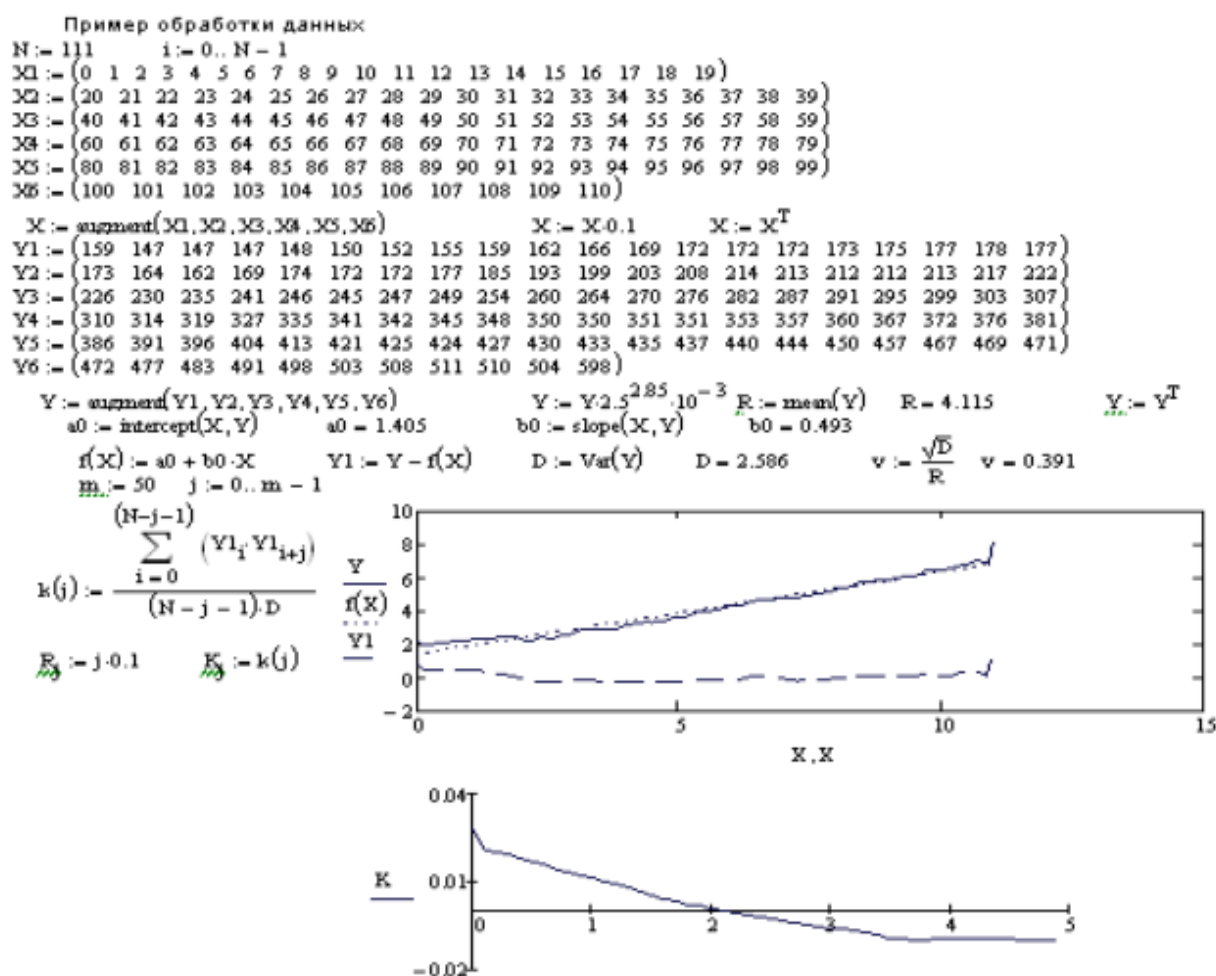 Пример обработки данных
N := 111 i := 0.. N − 1
X1 := (0 1 2 3 4 5 6 7 8 9 10 11 12 13 14 15 16 17 18 19)
X2 := (20 21 22 23 24 25 26 27 28 29 30 31 32 33 34 35 36 37 38 39)
X3 := (40 41 42 43 44 45 46 47 48 49 50 51 52 53 54 55 56 57 58 59)
X4 := (60 61 62 63 64 65 66 67 68 69 70 71 72 73 74 75 76 77 78 79)
X5 := (80 81 82 83 84 85 86 87 88 89 90 91 92 93 94 95 96 97 98 99)
X6 := (100 101 102 103 104 105 106 107 108 109 110)
X := augment(X1,X2,X3,X4,X5,X6) X := X·0.1 X := X^T
Y1 := (159 147 147 147 148 150 152 155 159 162 166 169 172 172 172 173 175 177 178 177)
Y2 := (173 164 162 169 174 172 172 177 185 193 199 203 208 214 213 212 212 213 217 222)
Y3 := (226 230 235 241 246 245 247 249 254 260 264 270 276 282 287 291 295 299 303 307)
Y4 := (310 314 319 327 335 341 342 345 348 350 350 351 351 353 357 360 367 372 376 381)
Y5 := (386 391 396 404 413 421 425 424 427 430 433 435 437 440 444 450 457 467 469 471)
Y6 := (472 477 483 491 498 503 508 511 510 504 598)
Y := augment(Y1,Y2,Y3,Y4,Y5,Y6) Y := Y·2.5^2.85·10^−3 R := mean(Y) R = 4.115 Y := Y^T
a0 := intercept(X,Y) a0 = 1.405 b0 := slope(X,Y) b0 = 0.493
f(X) := a0 + b0·X Y1 := Y − f(X) D := Var(Y) D = 2.586 v := √D/R v = 0.391
m := 50 j := 0.. m − 1
k(j) := ∑_{i = 0}^{(N−j−1)} (Y1_i·Y1_{i+j}) / ((N − j − 1)·D)
R_j := j·0.1 K_j := k(j)
Y
f(X)
Y1
10
8
6
4
2
0
−2
0 5 10 15
X,X
0.04
K 0.01
0 1 2 3 4 5
−0.02